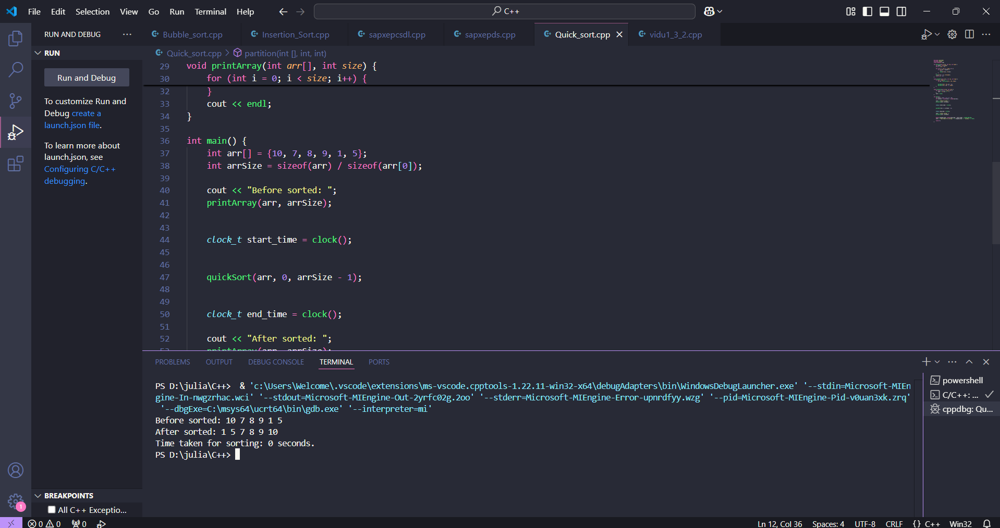 File Edit Selection View Go Run Terminal Help
C++
RUN AND DEBUG
Bubble_sort.cpp
Insertion_Sort.cpp
sapxepcsdl.cpp
sapxepds.cpp
Quick_sort.cpp
vidu1_3_2.cpp
RUN
Run and Debug
To customize Run and
Debug create a
launch.json file.
To learn more about
launch.json, see
Configuring C/C++
debugging.
BREAKPOINTS
All C++ Exceptio...
Quick_sort.cpp > partition(int [], int, int)
29 void printArray(int arr[], int size) {
30 for (int i = 0; i < size; i++) {
32 }
33 cout << endl;
34 }
35
36 int main() {
37 int arr[] = {10, 7, 8, 9, 1, 5};
38 int arrSize = sizeof(arr) / sizeof(arr[0]);
39
40 cout << "Before sorted: ";
41 printArray(arr, arrSize);
42
43
44 clock_t start_time = clock();
45
46
47 quickSort(arr, 0, arrSize - 1);
48
49
50 clock_t end_time = clock();
51
52 cout << "After sorted: ";
53 printArray(arr, arrSize);
PROBLEMS OUTPUT DEBUG CONSOLE TERMINAL PORTS
PS D:\julia\C++>  & 'c:\Users\Welcome\.vscode\extensions\ms-vscode.cpptools-1.22.11-win32-x64\debugAdapters\bin\WindowsDebugLauncher.exe' '--stdin=Microsoft-MIEn
gine-In-nwgzrhac.wci' '--stdout=Microsoft-MIEngine-Out-2yrfc02g.2oo' '--stderr=Microsoft-MIEngine-Error-upnrdfyy.wzg' '--pid=Microsoft-MIEngine-Pid-v0uan3xk.zrq'
'--dbgExe=C:\msys64\ucrt64\bin\gdb.exe' '--interpreter=mi'
Before sorted: 10 7 8 9 1 5
After sorted: 1 5 7 8 9 10
Time taken for sorting: 0 seconds.
PS D:\julia\C++>
powershell
C/C++: ...
cppdbg: Qu...
1
0 0 0
Ln 12, Col 36 Spaces: 4 UTF-8 CRLF {} C++ Win32